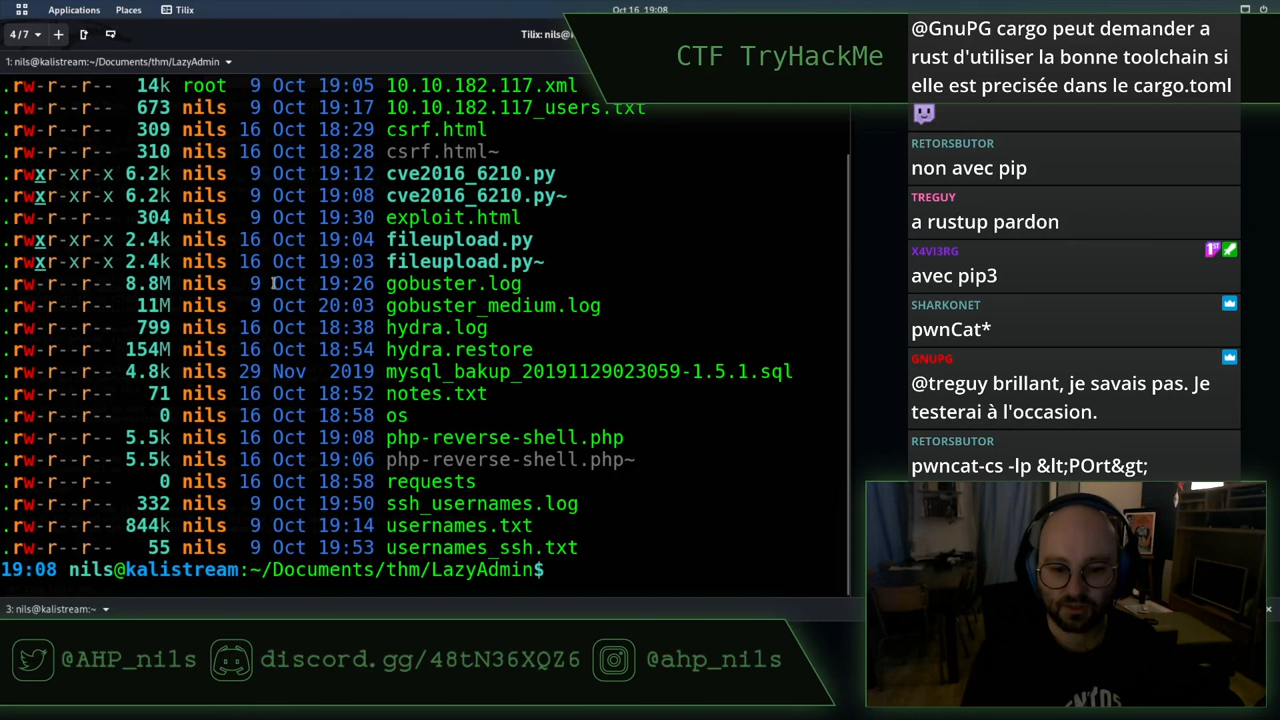 Applications Places Tilix Oct 16, 19:08
4/7 Tilix: nils@
1: nils@kalistream:~/Documents/thm/LazyAdmin
.rw-r--r-- 14k root 9 Oct 19:05 10.10.182.117.xml
.rw-r--r-- 673 nils 9 Oct 19:17 10.10.182.117_users.txt
.rw-r--r-- 309 nils 16 Oct 18:29 csrf.html
.rw-r--r-- 310 nils 16 Oct 18:28 csrf.html~
.rwxr-xr-x 6.2k nils 9 Oct 19:12 cve2016_6210.py
.rwxr-xr-x 6.2k nils 9 Oct 19:08 cve2016_6210.py~
.rw-r--r-- 304 nils 9 Oct 19:30 exploit.html
.rwxr-xr-x 2.4k nils 16 Oct 19:04 fileupload.py
.rwxr-xr-x 2.4k nils 16 Oct 19:03 fileupload.py~
.rw-r--r-- 8.8M nils 9 Oct 19:26 gobuster.log
.rw-r--r-- 11M nils 9 Oct 20:03 gobuster_medium.log
.rw-r--r-- 799 nils 16 Oct 18:38 hydra.log
.rw-r--r-- 154M nils 16 Oct 18:54 hydra.restore
.rw-r--r-- 4.8k nils 29 Nov 2019 mysql_bakup_20191129023059-1.5.1.sql
.rw-r--r-- 71 nils 16 Oct 18:52 notes.txt
.rw-r--r-- 0 nils 16 Oct 18:58 os
.rw-r--r-- 5.5k nils 16 Oct 19:08 php-reverse-shell.php
.rw-r--r-- 5.5k nils 16 Oct 19:06 php-reverse-shell.php~
.rw-r--r-- 0 nils 16 Oct 18:58 requests
.rw-r--r-- 332 nils 9 Oct 19:50 ssh_usernames.log
.rw-r--r-- 844k nils 9 Oct 19:14 usernames.txt
.rw-r--r-- 55 nils 9 Oct 19:53 usernames_ssh.txt
19:08 nils@kalistream:~/Documents/thm/LazyAdmin$
3: nils@kalistream:~
CTF TryHackMe
@GnuPG cargo peut demander a
rust d'utiliser la bonne toolchain si
elle est precisée dans le cargo.toml
RETORSBUTOR
non avec pip
TREGUY
a rustup pardon
X4VI3RG
avec pip3
SHARKONET
pwnCat*
GNUPG
@treguy brillant, je savais pas. Je
testerai à l'occasion.
RETORSBUTOR
pwncat-cs -lp &lt;POrt&gt;
@AHP_nils discord.gg/48tN36XQZ6 @ahp_nils